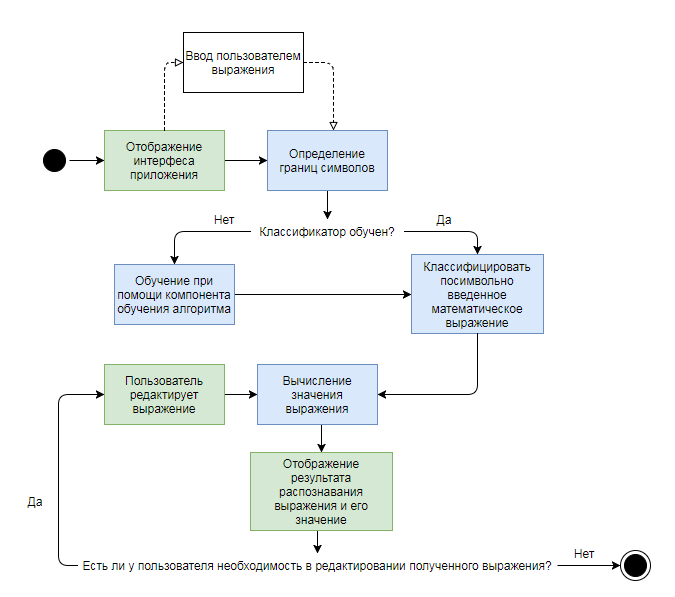 Ввод пользователем
выражения
Отображение
интерфеса
приложения
Определение
границ символов
Нет
Классификатор обучен?
Да
Обучение при
помощи компонента
обучения алгоритма
Классифицировать
посимвольно
введенное
математическое
выражение
Пользователь
редактирует
выражение
Вычисление
значения
выражения
Отображение
результата
распознавания
выражения и его
значение
Да
Есть ли у пользователя необходимость в редактировании полученного выражения?
Нет